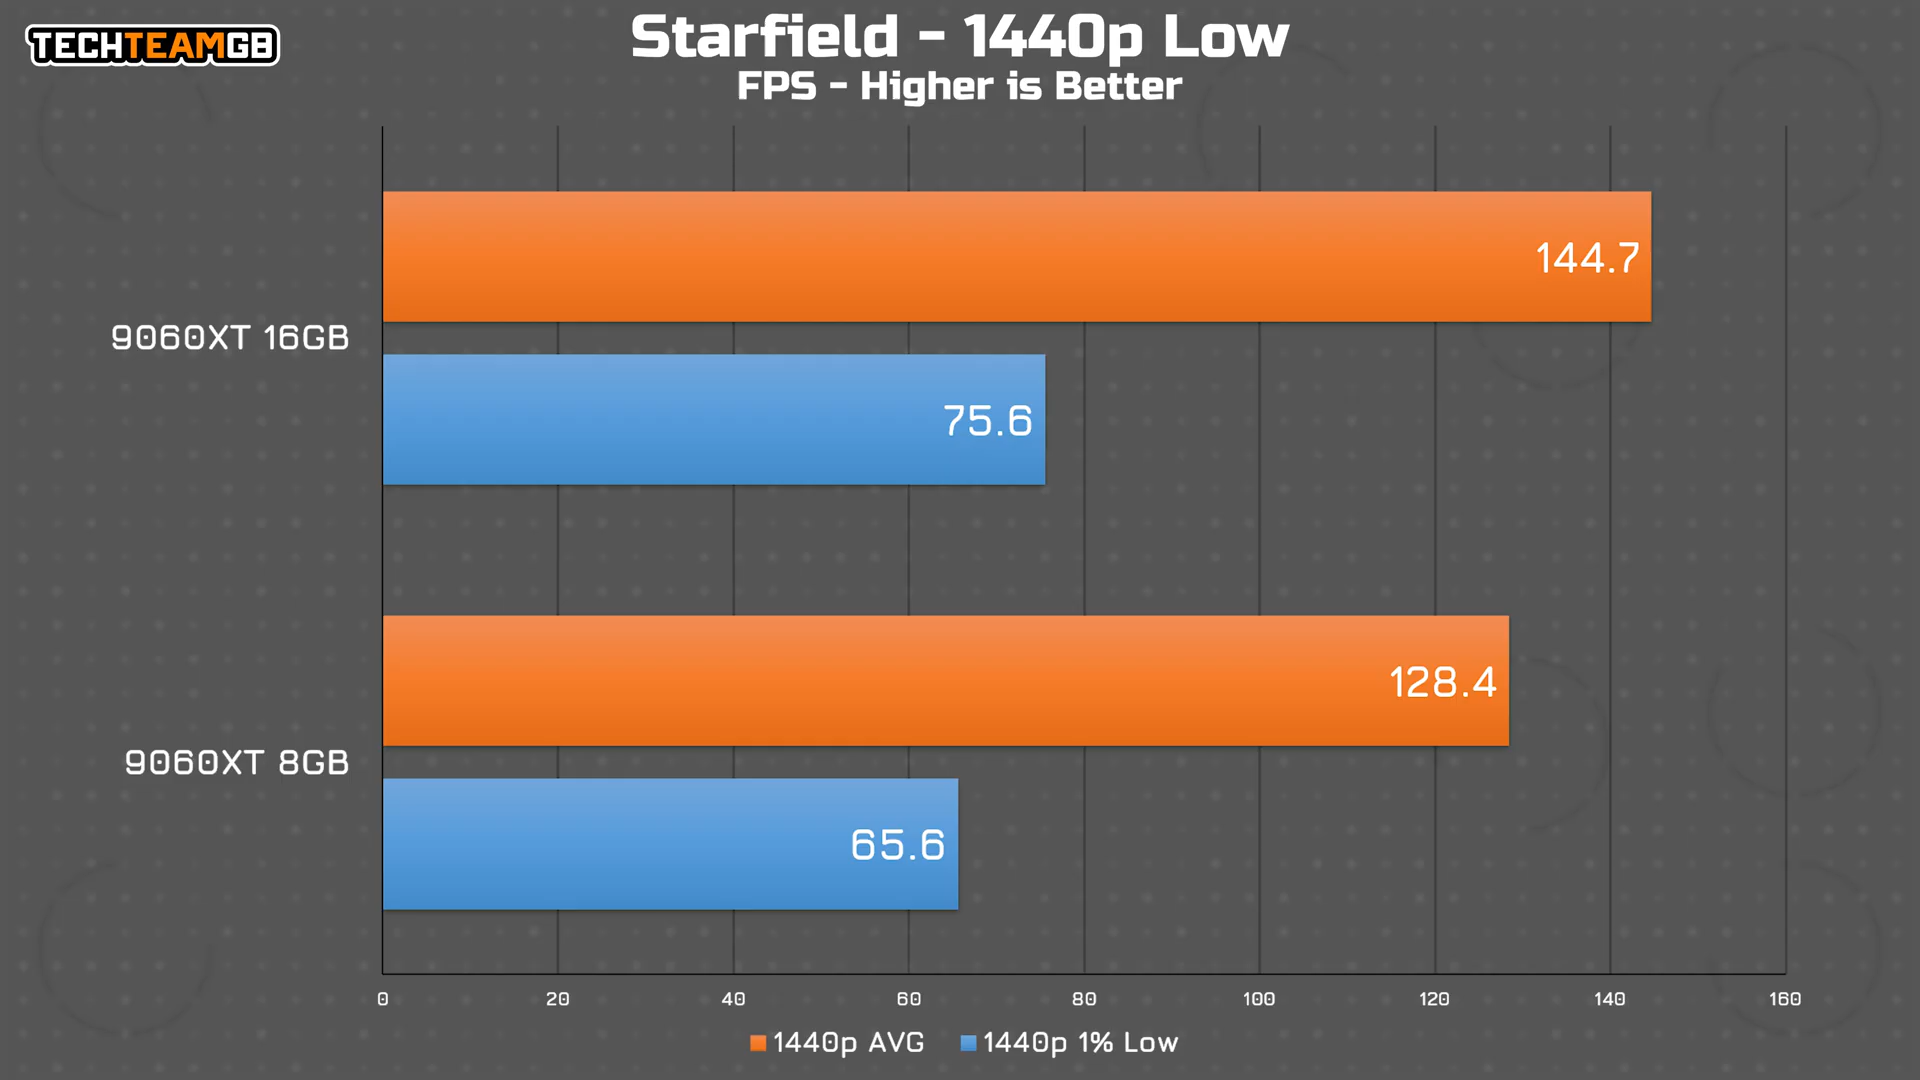 TECHTEAMGB
Starfield - 1440p Low
FPS - Higher is Better
9060XT 16GB
144.7
75.6
9060XT 8GB
128.4
65.6
0 20 40 60 80 100 120 140 160
1440p AVG 1440p 1% Low